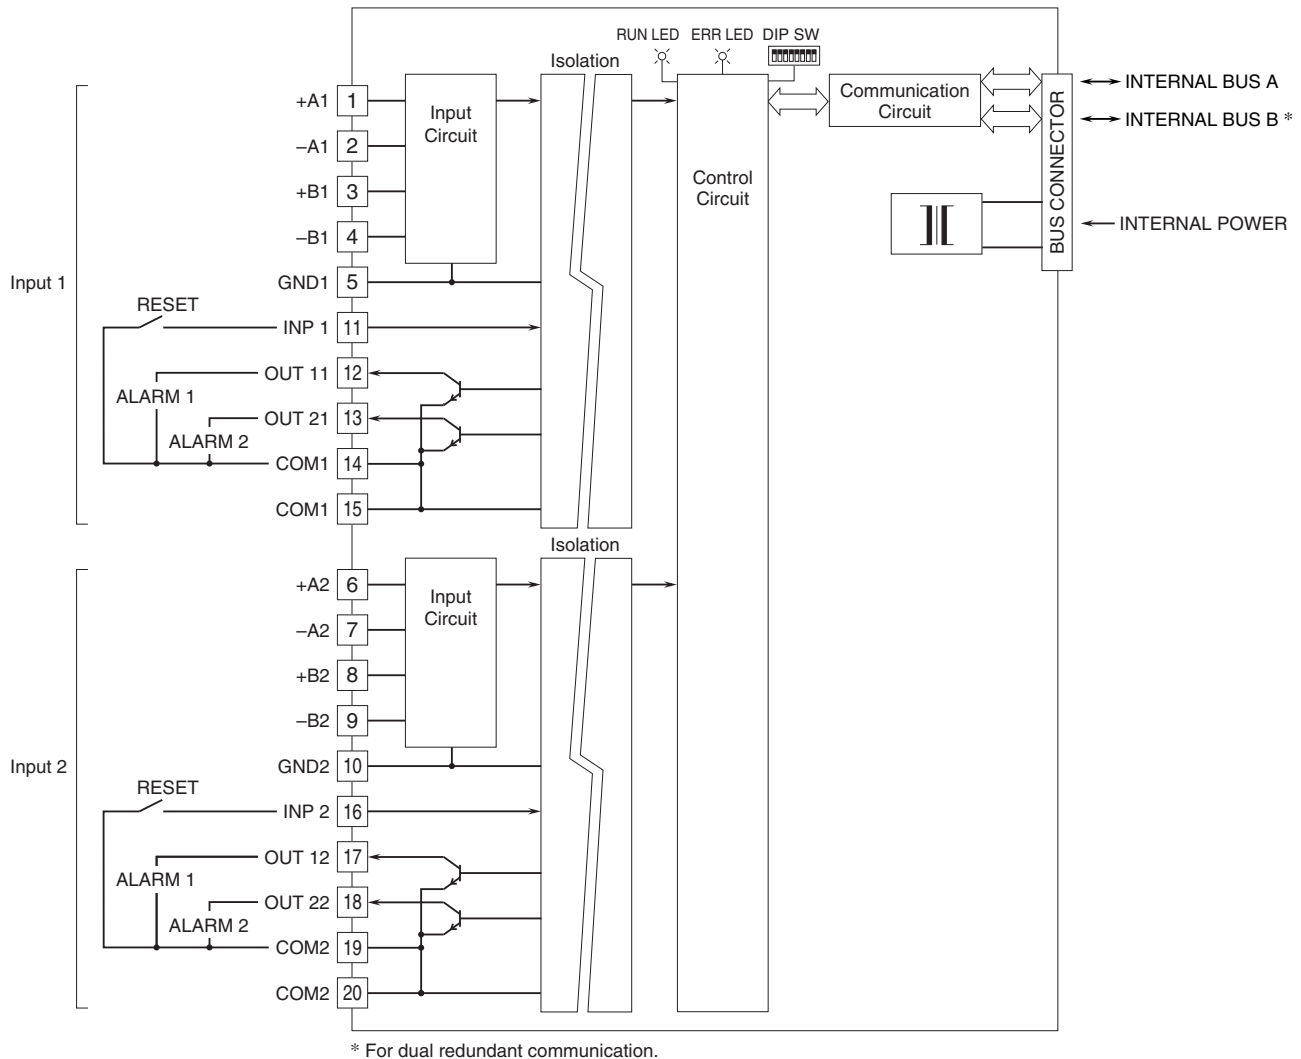 RUN LED ERR LED DIP SW
Isolation
+A1 1
Input Circuit
−A1 2
+B1 3
−B1 4
GND1 5
Input 1
RESET
INP 1 11
OUT 11 12
ALARM 1
OUT 21 13
ALARM 2
COM1 14
COM1 15
Control Circuit
Communication Circuit
BUS CONNECTOR
INTERNAL BUS A
INTERNAL BUS B *
INTERNAL POWER
Isolation
+A2 6
Input Circuit
−A2 7
+B2 8
−B2 9
GND2 10
Input 2
RESET
INP 2 16
OUT 12 17
ALARM 1
OUT 22 18
ALARM 2
COM2 19
COM2 20
* For dual redundant communication.